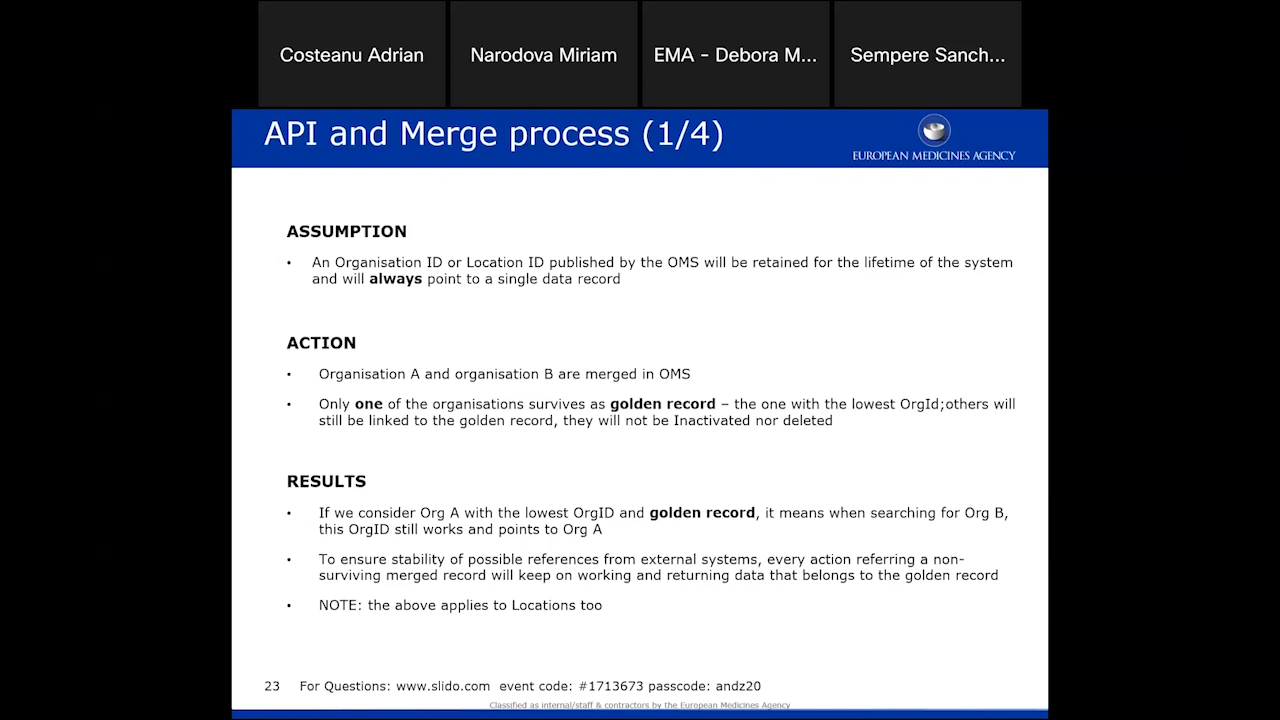 Costeanu Adrian
Narodova Miriam
EMA - Debora M...
Sempere Sanch...
API and Merge process (1/4)
EUROPEAN MEDICINES AGENCY
ASSUMPTION
• An Organisation ID or Location ID published by the OMS will be retained for the lifetime of the system
and will always point to a single data record
ACTION
• Organisation A and organisation B are merged in OMS
• Only one of the organisations survives as golden record – the one with the lowest OrgId;others will
still be linked to the golden record, they will not be Inactivated nor deleted
RESULTS
• If we consider Org A with the lowest OrgID and golden record, it means when searching for Org B,
this OrgID still works and points to Org A
• To ensure stability of possible references from external systems, every action referring a non-
surviving merged record will keep on working and returning data that belongs to the golden record
• NOTE: the above applies to Locations too
23 For Questions: www.slido.com event code: #1713673 passcode: andz20
Classified as internal/staff & contractors by the European Medicines Agency